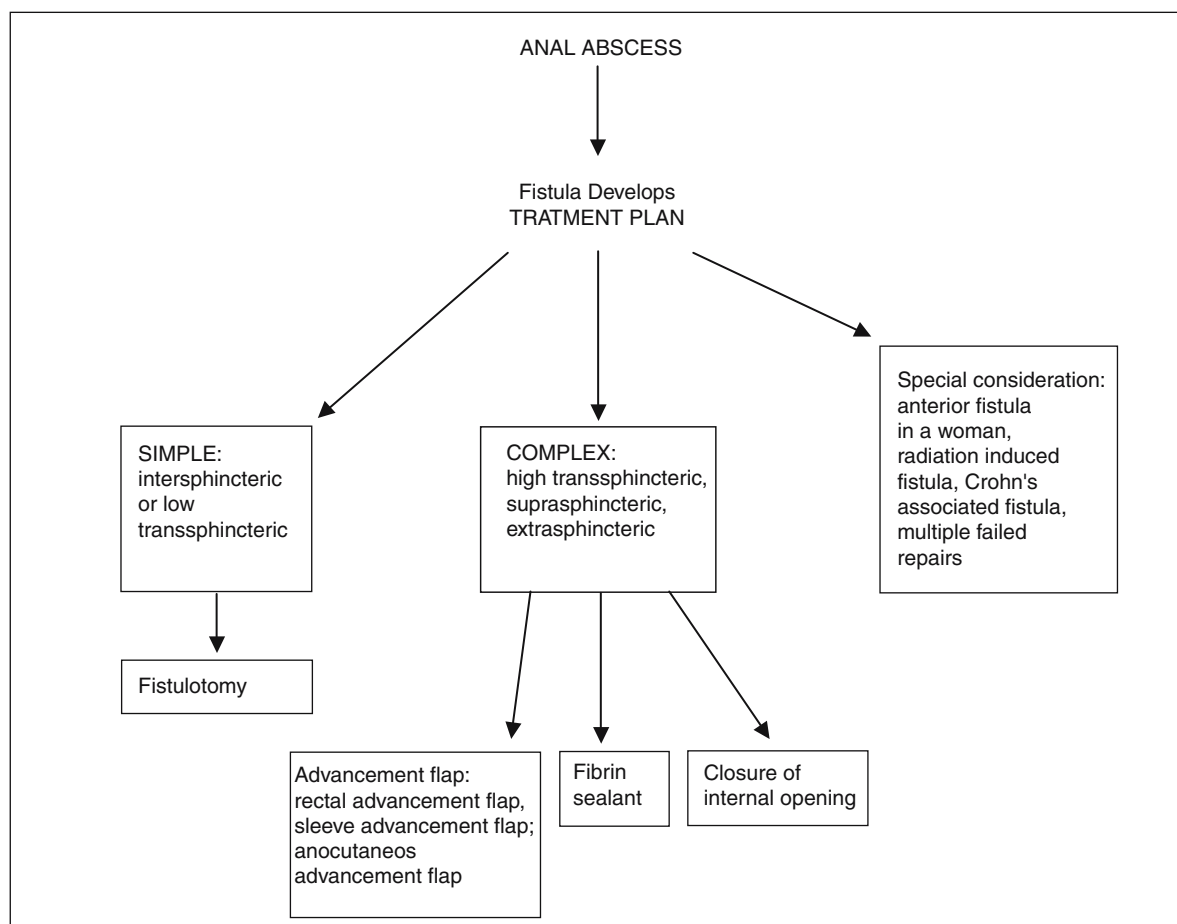 ANAL ABSCESS
Fistula Develops
TRATMENT PLAN
SIMPLE:
intersphincteric
or low
transsphincteric
COMPLEX:
high transsphincteric,
suprasphincteric,
extrasphincteric
Special consideration:
anterior fistula
in a woman,
radiation induced
fistula, Crohn's
associated fistula,
multiple failed
repairs
Fistulotomy
Advancement flap:
rectal advancement flap,
sleeve advancement flap;
anocutaneos
advancement flap
Fibrin
sealant
Closure of
internal opening